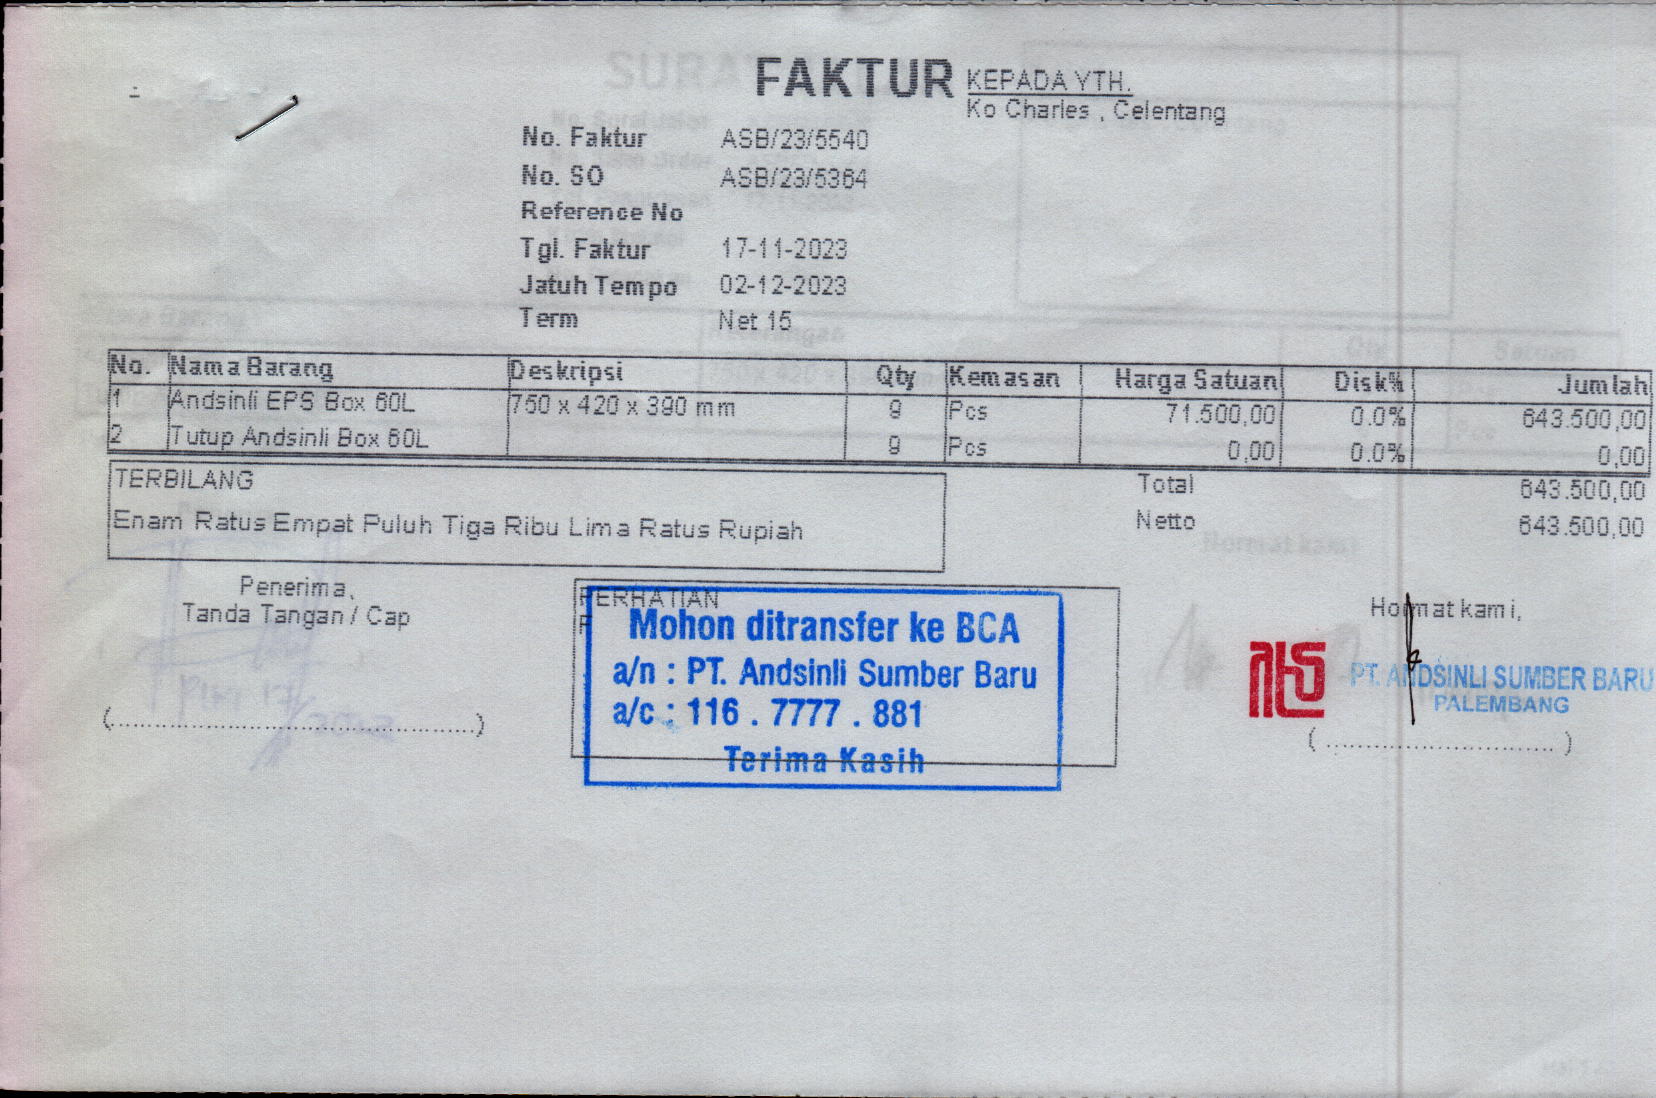 FAKTUR
KEPADA YTH.
Ko Charles , Celentang
No. Faktur ASB/23/5540
No. SO ASB/23/5364
Reference No
Tgl. Faktur 17-11-2023
Jatuh Tempo 02-12-2023
Term Net 15
No. Nama Barang Deskripsi Qty Kemasan Harga Satuan Disk% Jumlah
1 Andsinli EPS Box 60L 750 x 420 x 390 mm 9 Pcs 71.500,00 0.0% 643.500,00
2 Tutup Andsinli Box 60L 9 Pcs 0,00 0.0% 0,00
TERBILANG
Enam Ratus Empat Puluh Tiga Ribu Lima Ratus Rupiah
Total 643.500,00
Netto 643.500,00
Penerima,
Tanda Tangan / Cap
(..........................................................)
PERHATIAN
Mohon ditransfer ke BCA
a/n : PT. Andsinli Sumber Baru
a/c : 116 . 7777 . 881
Terima Kasih
Hormat kami,
PT. ANDSINLI SUMBER BARU
PALEMBANG
( .................................... )